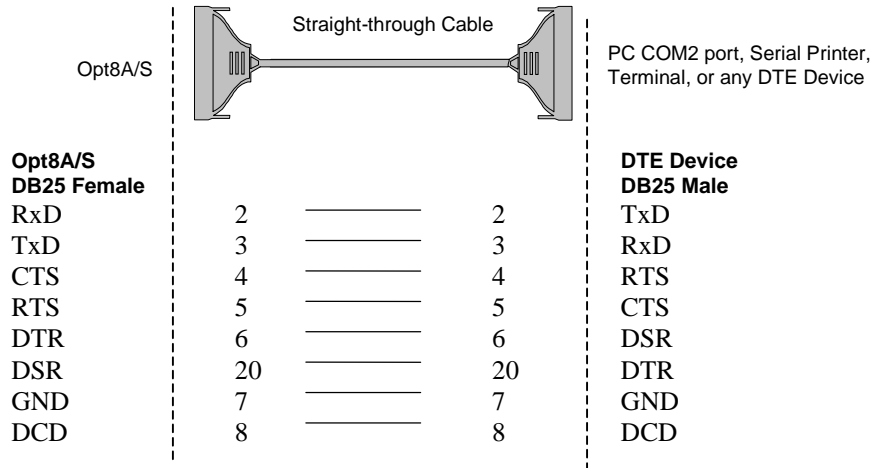 Straight-through Cable
Opt8A/S
PC COM2 port, Serial Printer,
Terminal, or any DTE Device
Opt8A/S DTE Device
DB25 Female DB25 Male
RxD 2 2 TxD
TxD 3 3 RxD
CTS 4 4 RTS
RTS 5 5 CTS
DTR 6 6 DSR
DSR 20 20 DTR
GND 7 7 GND
DCD 8 8 DCD